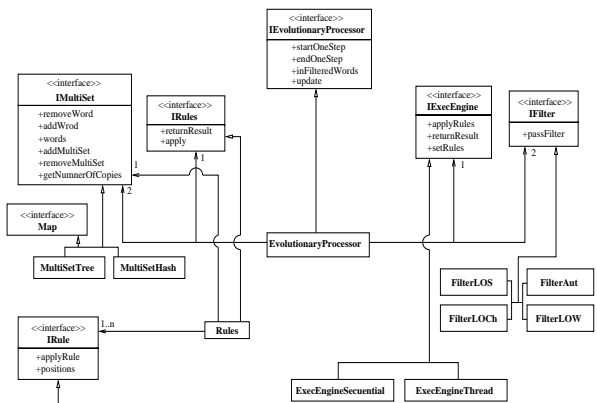 <<interface>>
IEvolutionaryProcessor
+startOneStep
+endOneStep
+inFilteredWords
+update
<<interface>>
IMultiSet
+removeWord
+addWrod
+words
+addMultiSet
+removeMultiSet
+getNumnerOfCopies
<<interface>>
IRules
+returnResult
+apply
<<interface>>
IExecEngine
+applyRules
+returnResult
+setRules
<<interface>>
IFilter
+passFilter
1
1
2
1
2
<<interface>>
Map
MultiSetTree
MultiSetHash
EvolutionaryProcessor
FilterLOS
FilterAut
FilterLOCh
FilterLOW
<<interface>>
IRule
+applyRule
+positions
1..n
Rules
ExecEngineSecuential
ExecEngineThread